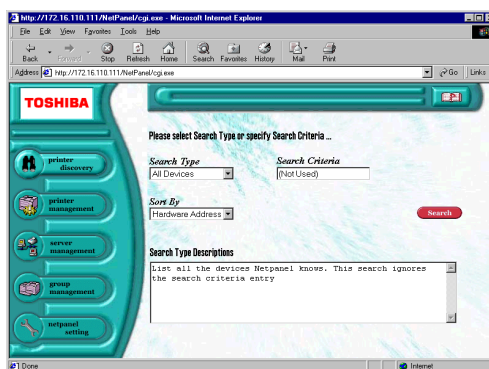 http://172.16.110.111/NetPanel/cgi.exe - Microsoft Internet Explorer
File Edit View Favorites Tools Help
Back Forward Stop Refresh Home Search Favorites History Mail Print
Address http://172.16.110.111/NetPanel/cgi.exe Go Links
TOSHIBA
Please select Search Type or specify Search Criteria ...
printer discovery
Search Type Search Criteria
All Devices (Not Used)
printer management
Sort By
Hardware Address
Search
server management
Search Type Descriptions
List all the devices Netpanel knows. This search ignores
the search criteria entry
group management
netpanel setting
Done Internet